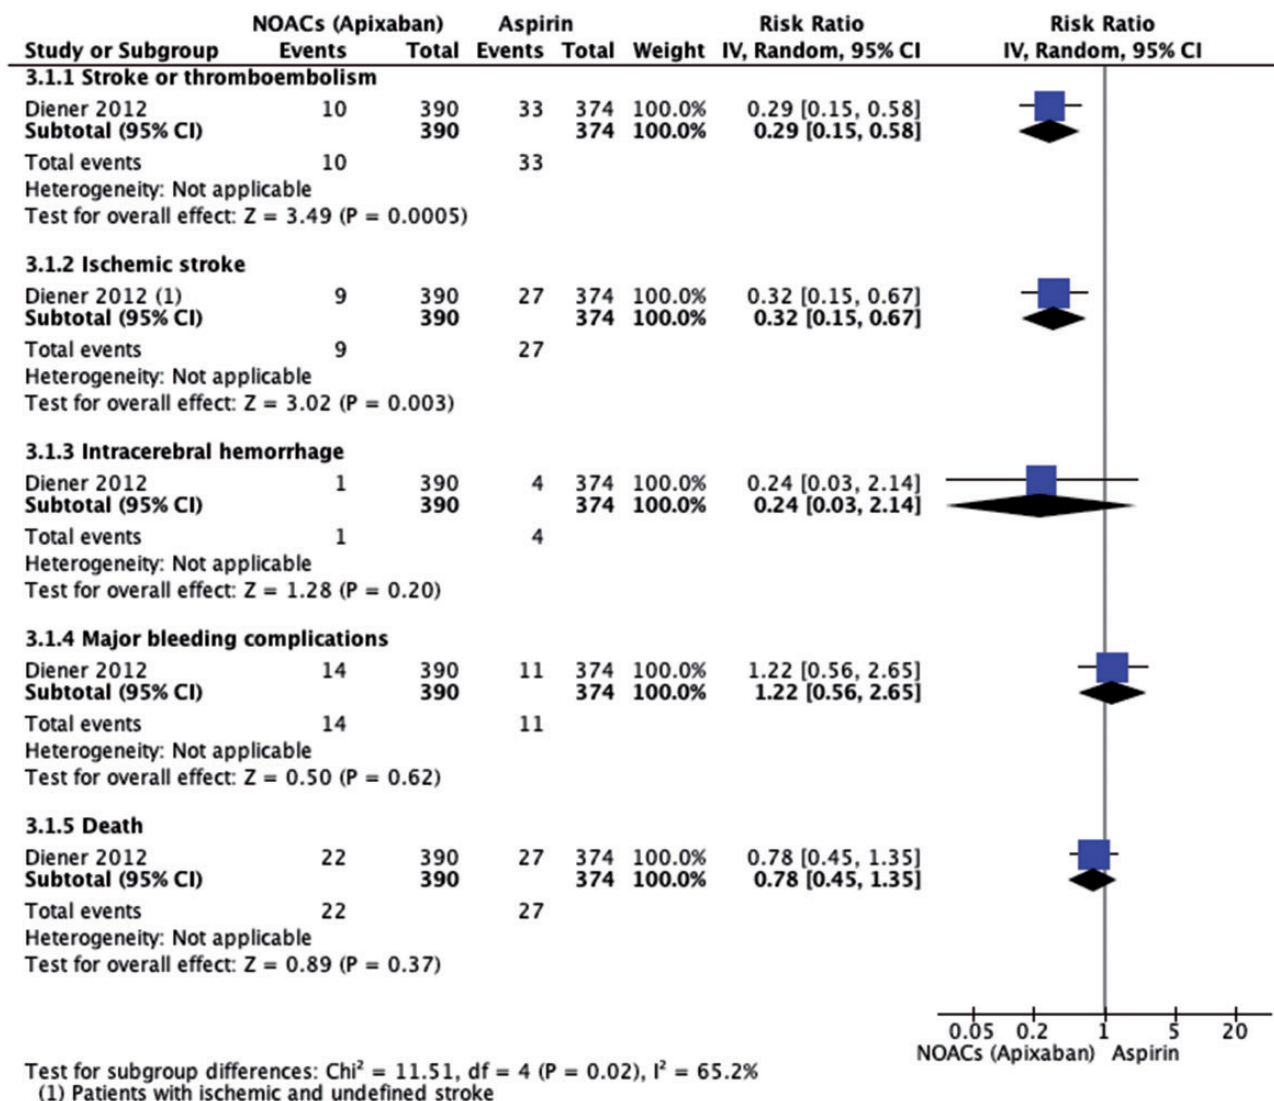 NOACs (Apixaban) Aspirin Risk Ratio Risk Ratio
Study or Subgroup Events Total Events Total Weight IV, Random, 95% CI IV, Random, 95% CI
3.1.1 Stroke or thromboembolism
Diener 2012 10 390 33 374 100.0% 0.29 [0.15, 0.58]
Subtotal (95% CI) 390 374 100.0% 0.29 [0.15, 0.58]
Total events 10 33
Heterogeneity: Not applicable
Test for overall effect: Z = 3.49 (P = 0.0005)
3.1.2 Ischemic stroke
Diener 2012 (1) 9 390 27 374 100.0% 0.32 [0.15, 0.67]
Subtotal (95% CI) 390 374 100.0% 0.32 [0.15, 0.67]
Total events 9 27
Heterogeneity: Not applicable
Test for overall effect: Z = 3.02 (P = 0.003)
3.1.3 Intracerebral hemorrhage
Diener 2012 1 390 4 374 100.0% 0.24 [0.03, 2.14]
Subtotal (95% CI) 390 374 100.0% 0.24 [0.03, 2.14]
Total events 1 4
Heterogeneity: Not applicable
Test for overall effect: Z = 1.28 (P = 0.20)
3.1.4 Major bleeding complications
Diener 2012 14 390 11 374 100.0% 1.22 [0.56, 2.65]
Subtotal (95% CI) 390 374 100.0% 1.22 [0.56, 2.65]
Total events 14 11
Heterogeneity: Not applicable
Test for overall effect: Z = 0.50 (P = 0.62)
3.1.5 Death
Diener 2012 22 390 27 374 100.0% 0.78 [0.45, 1.35]
Subtotal (95% CI) 390 374 100.0% 0.78 [0.45, 1.35]
Total events 22 27
Heterogeneity: Not applicable
Test for overall effect: Z = 0.89 (P = 0.37)
0.05 0.2 1 5 20
NOACs (Apixaban) Aspirin
Test for subgroup differences: Chi² = 11.51, df = 4 (P = 0.02), I² = 65.2%
(1) Patients with ischemic and undefined stroke